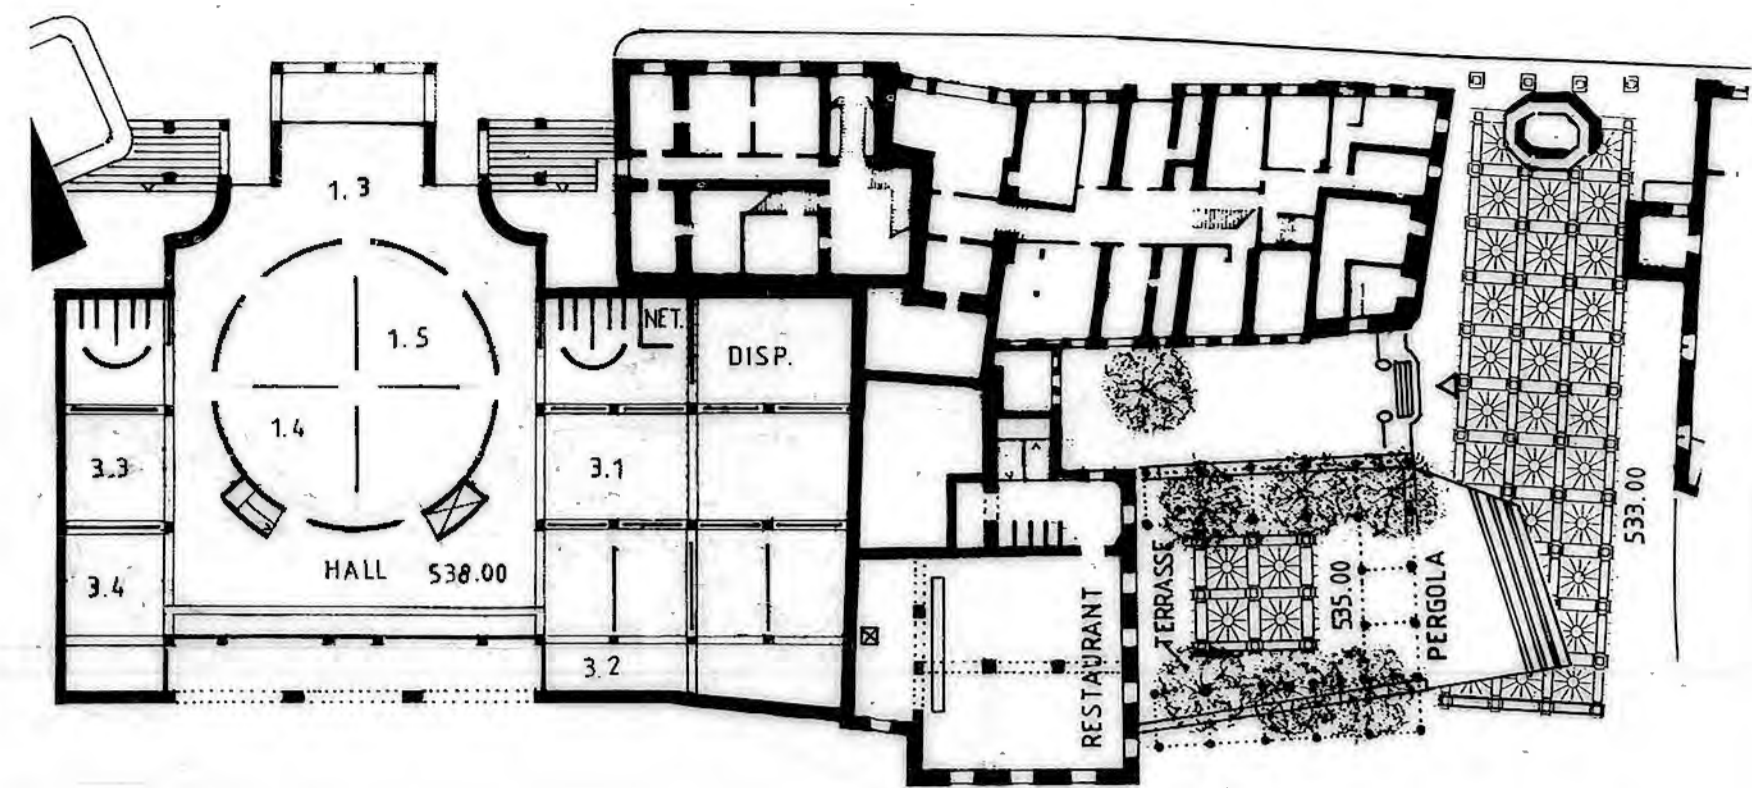 1.3
1.5
1.4
NET.
DISP.
3.3
3.1
3.4
HALL 538.00
3.2
RESTAURANT
TERRASSE
535.00
PERGOLA
533.00